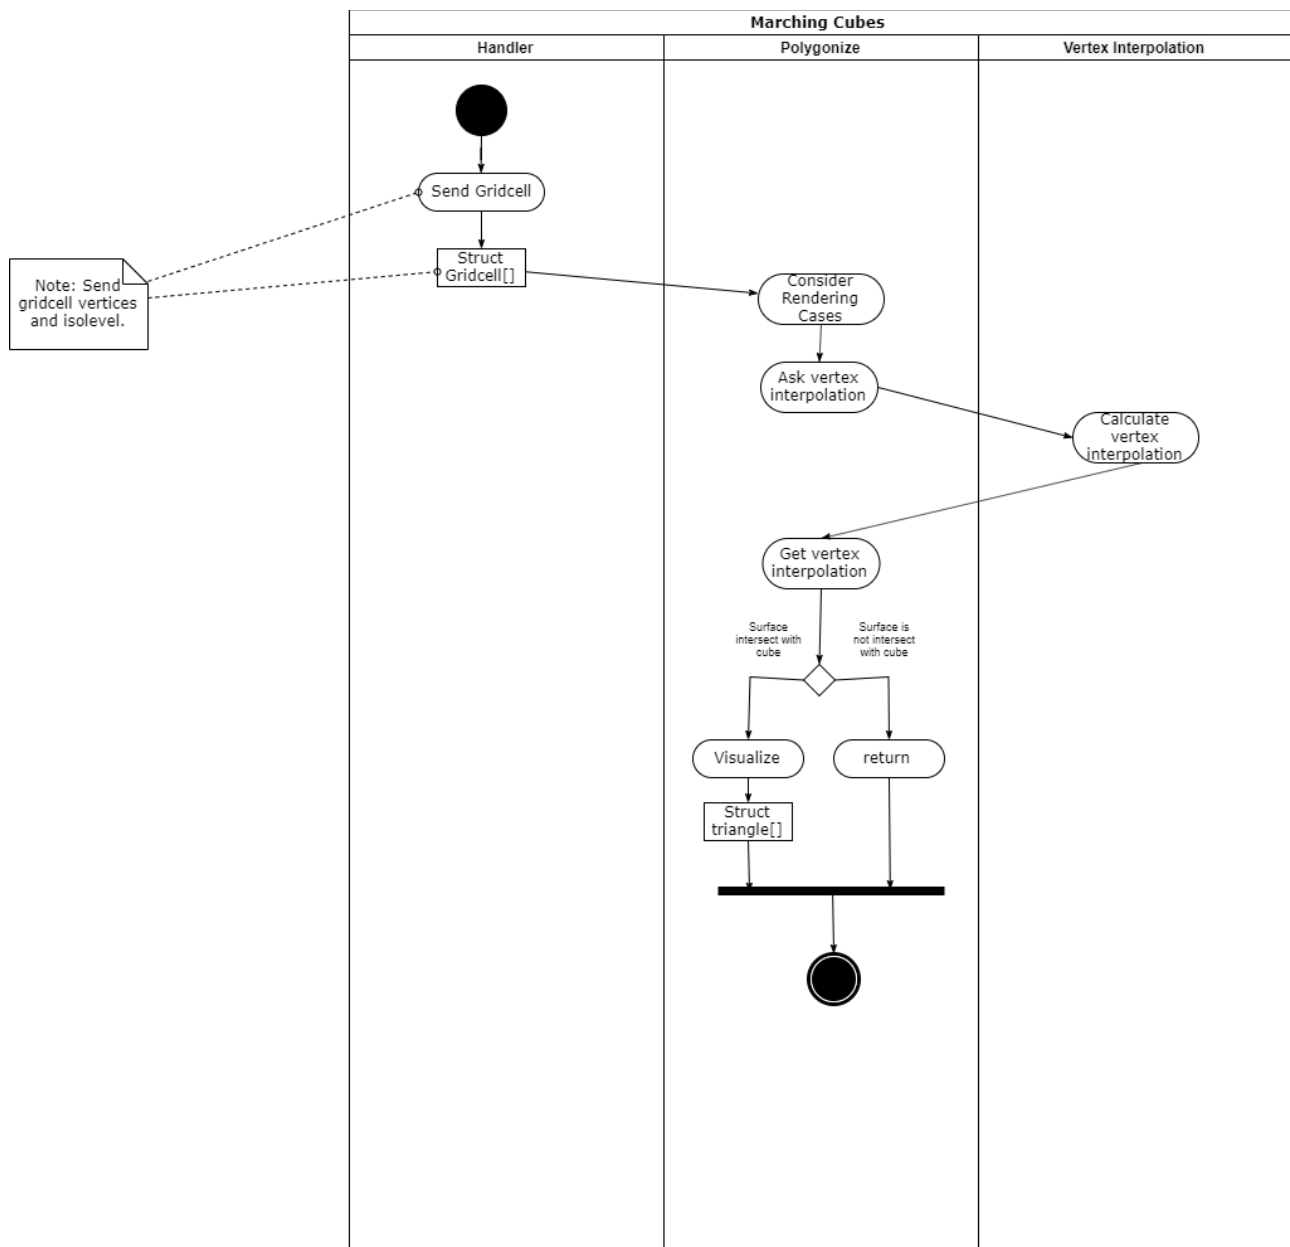 Marching Cubes
Handler
Polygonize
Vertex Interpolation
Send Gridcell
Struct
Gridcell[]
Note: Send
gridcell vertices
and isolevel.
Consider
Rendering
Cases
Ask vertex
interpolation
Calculate
vertex
interpolation
Get vertex
interpolation
Surface
intersect with
cube
Surface is
not intersect
with cube
Visualize
return
Struct
triangle[]